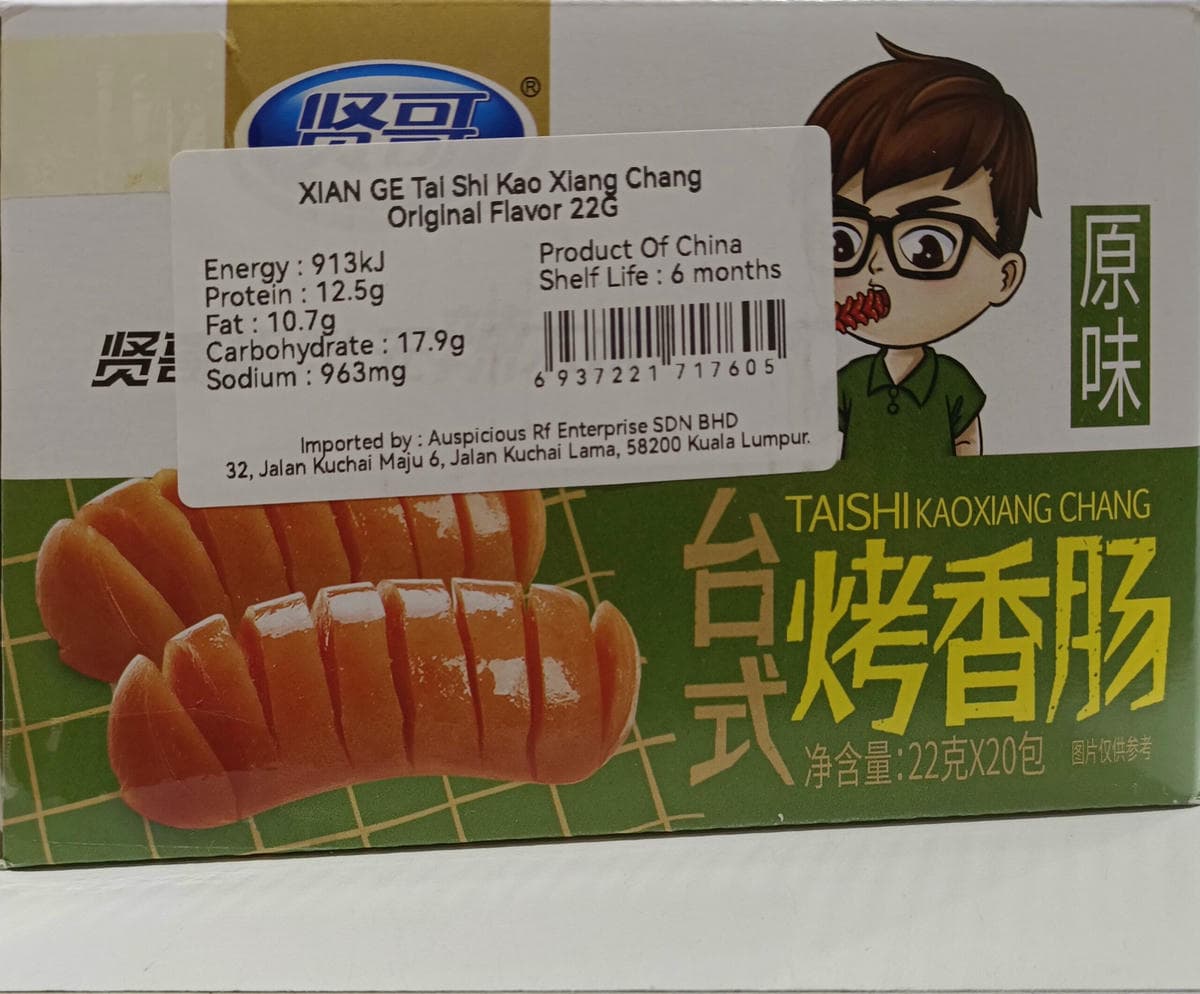 贤哥®
XIAN GE Tai Shi Kao Xiang Chang
Original Flavor 22G
Energy : 913kJ
Protein : 12.5g
Fat : 10.7g
Carbohydrate : 17.9g
Sodium : 963mg
Product Of China
Shelf Life : 6 months
6 937221 717605
Imported by : Auspicious Rf Enterprise SDN BHD
32, Jalan Kuchai Maju 6, Jalan Kuchai Lama, 58200 Kuala Lumpur.
贤哥
原味
TAISHI KAOXIANG CHANG
台式
烤香肠
净含量:22克X20包
图片仅供参考